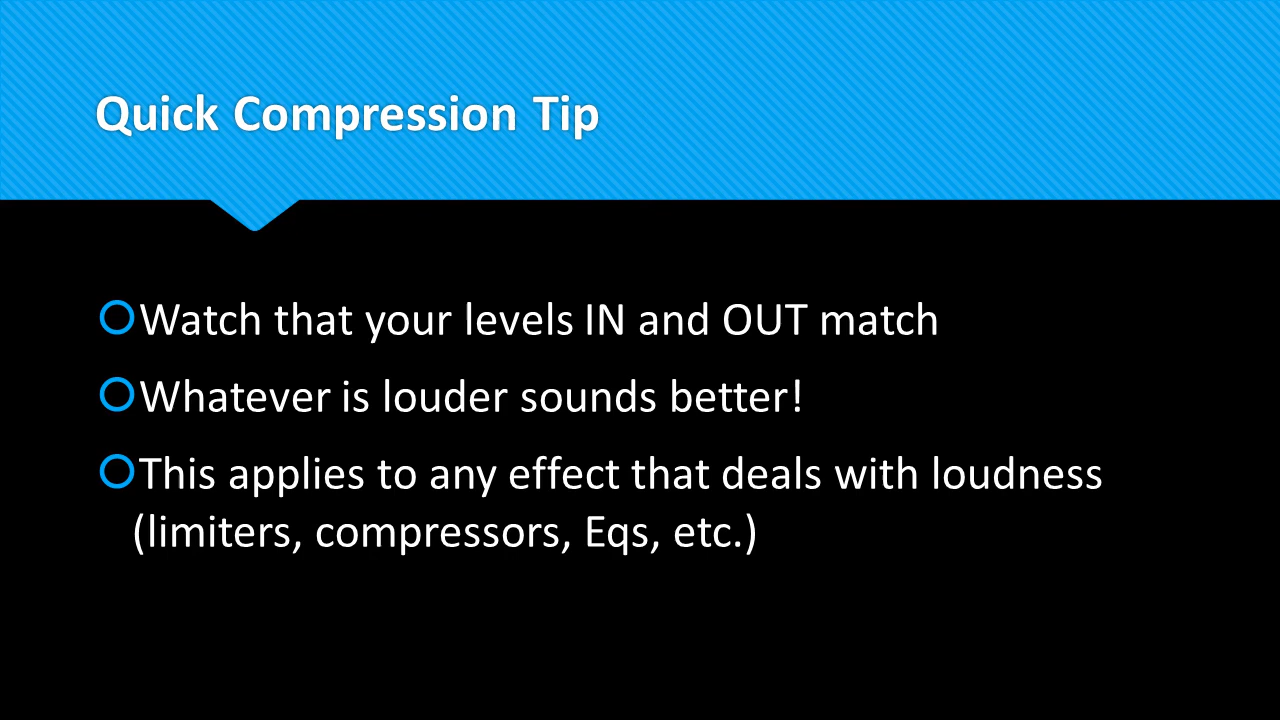 Quick Compression Tip
Watch that your levels IN and OUT match
Whatever is louder sounds better!
This applies to any effect that deals with loudness
(limiters, compressors, Eqs, etc.)